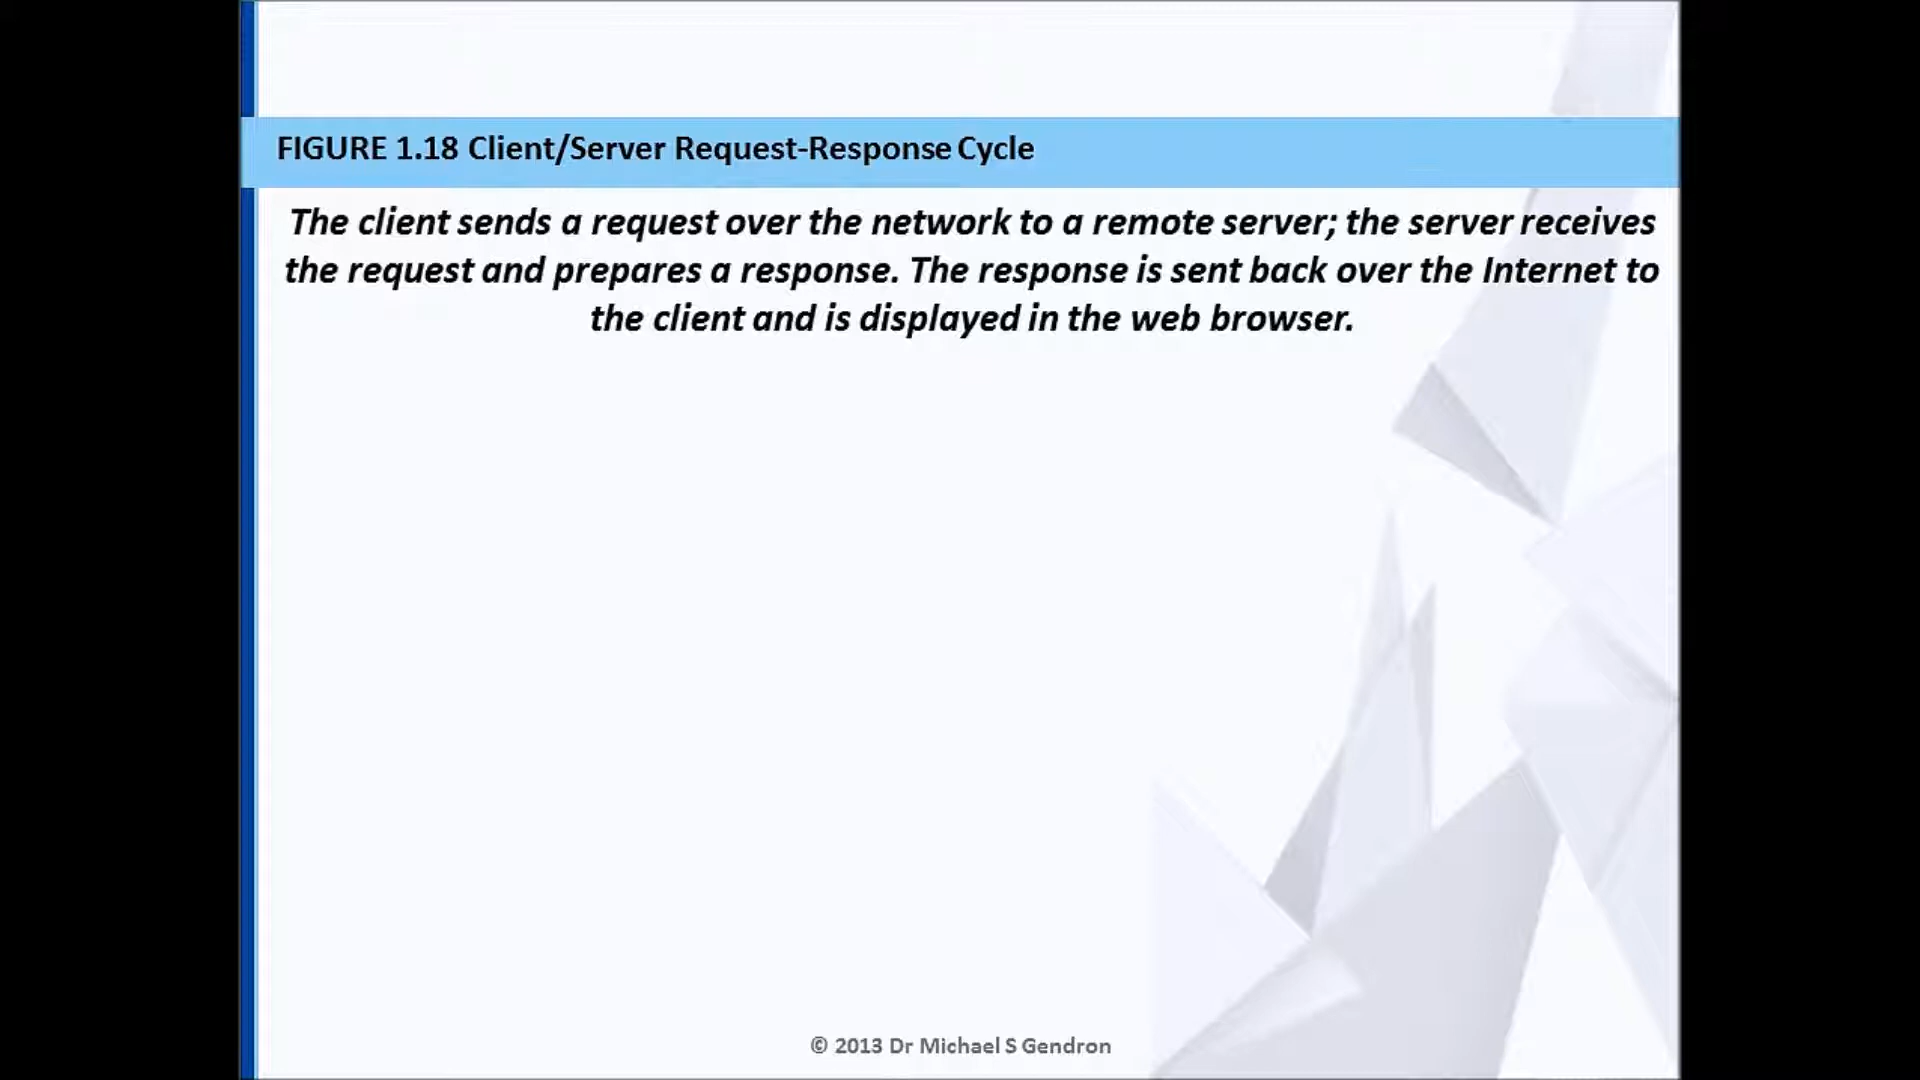 FIGURE 1.18 Client/Server Request-Response Cycle
The client sends a request over the network to a remote server; the server receives
the request and prepares a response. The response is sent back over the Internet to
the client and is displayed in the web browser.
© 2013 Dr Michael S Gendron